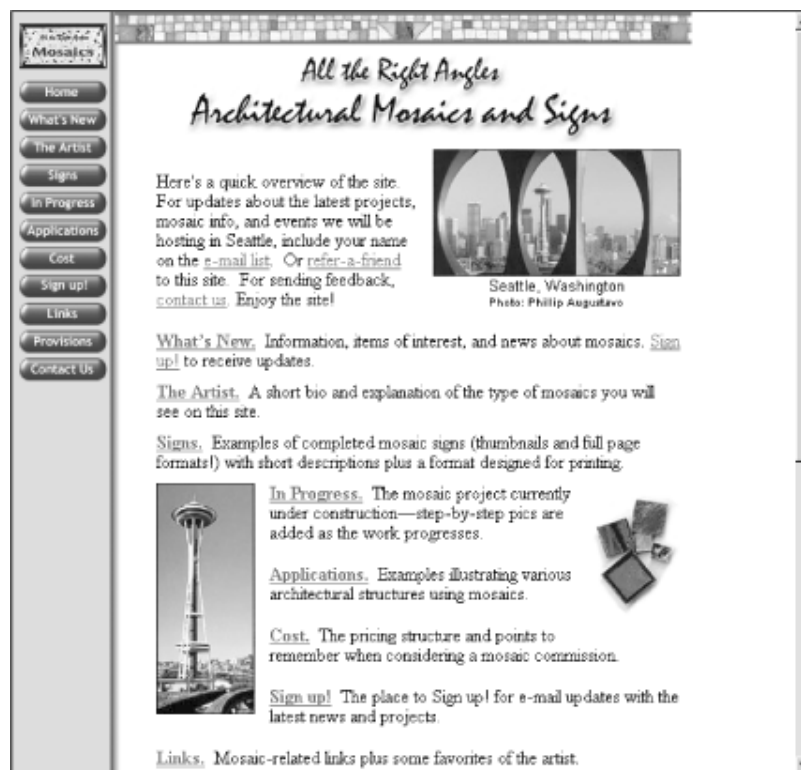 Mosaics
Home
What's New
The Artist
Signs
In Progress
Applications
Cost
Sign up!
Links
Provisions
Contact Us
All the Right Angles
Architectural Mosaics and Signs
Here's a quick overview of the site.
For updates about the latest projects,
mosaic info, and events we will be
hosting in Seattle, include your name
on the e-mail list. Or refer-a-friend
to this site. For sending feedback,
contact us. Enjoy the site!
Seattle, Washington
Photo: Phillip Augustavo
What's New. Information, items of interest, and news about mosaics. Sign
up! to receive updates.
The Artist. A short bio and explanation of the type of mosaics you will
see on this site.
Signs. Examples of completed mosaic signs (thumbnails and full page
formats!) with short descriptions plus a format designed for printing.
In Progress. The mosaic project currently
under construction—step-by-step pics are
added as the work progresses.
Applications. Examples illustrating various
architectural structures using mosaics.
Cost. The pricing structure and points to
remember when considering a mosaic commission.
Sign up! The place to Sign up! for e-mail updates with the
latest news and projects.
Links. Mosaic-related links plus some favorites of the artist.